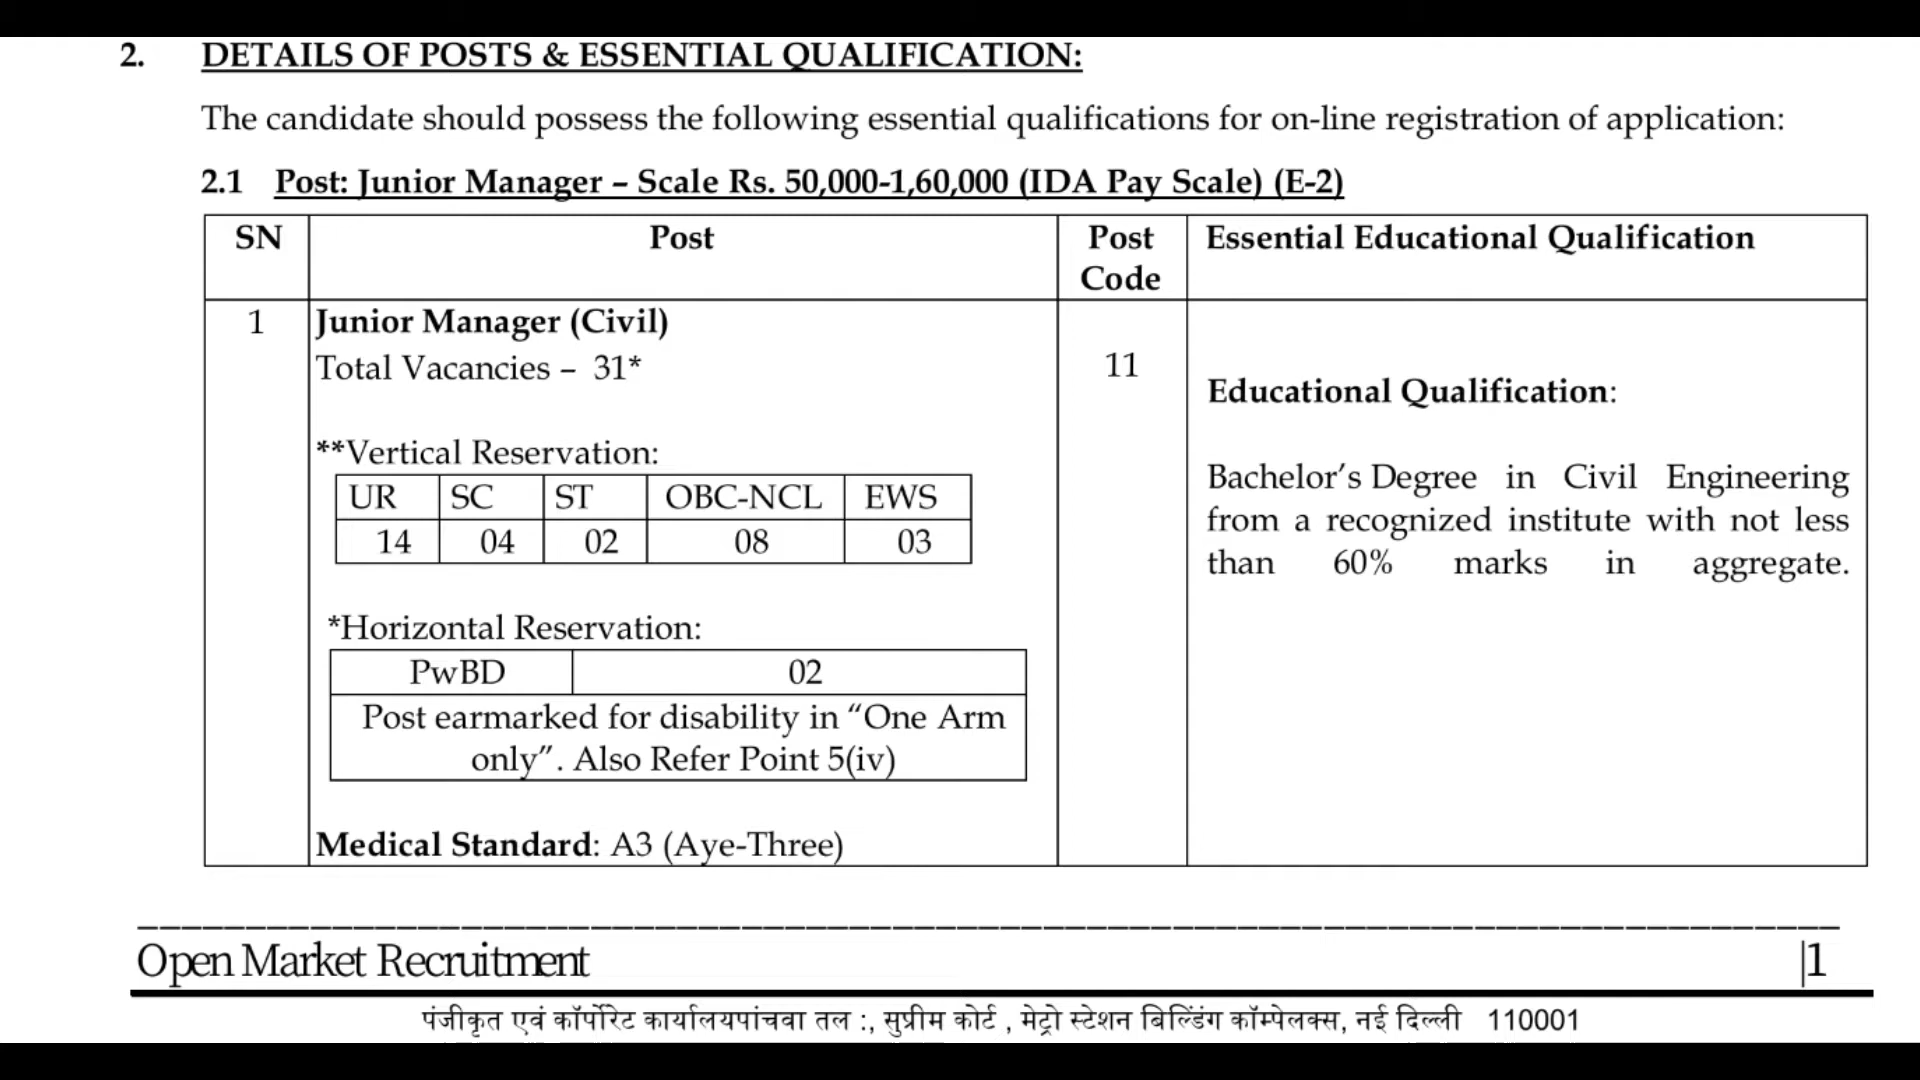 2. DETAILS OF POSTS & ESSENTIAL QUALIFICATION:
The candidate should possess the following essential qualifications for on-line registration of application:
2.1 Post: Junior Manager – Scale Rs. 50,000-1,60,000 (IDA Pay Scale) (E-2)
SN Post Post Code Essential Educational Qualification
1 Junior Manager (Civil)
Total Vacancies – 31*
11
**Vertical Reservation:
UR SC ST OBC-NCL EWS
14 04 02 08 03
*Horizontal Reservation:
PwBD 02
Post earmarked for disability in “One Arm
only”. Also Refer Point 5(iv)
Medical Standard: A3 (Aye-Three)
Educational Qualification:
Bachelor’s Degree in Civil Engineering
from a recognized institute with not less
than 60% marks in aggregate.
Open Market Recruitment |1
पंजीकृत एवं कॉर्पोरेट कार्यालयपांचवा तल :, सुप्रीम कोर्ट , मेट्रो स्टेशन बिल्डिंग कॉम्पेलक्स, नई दिल्ली 110001